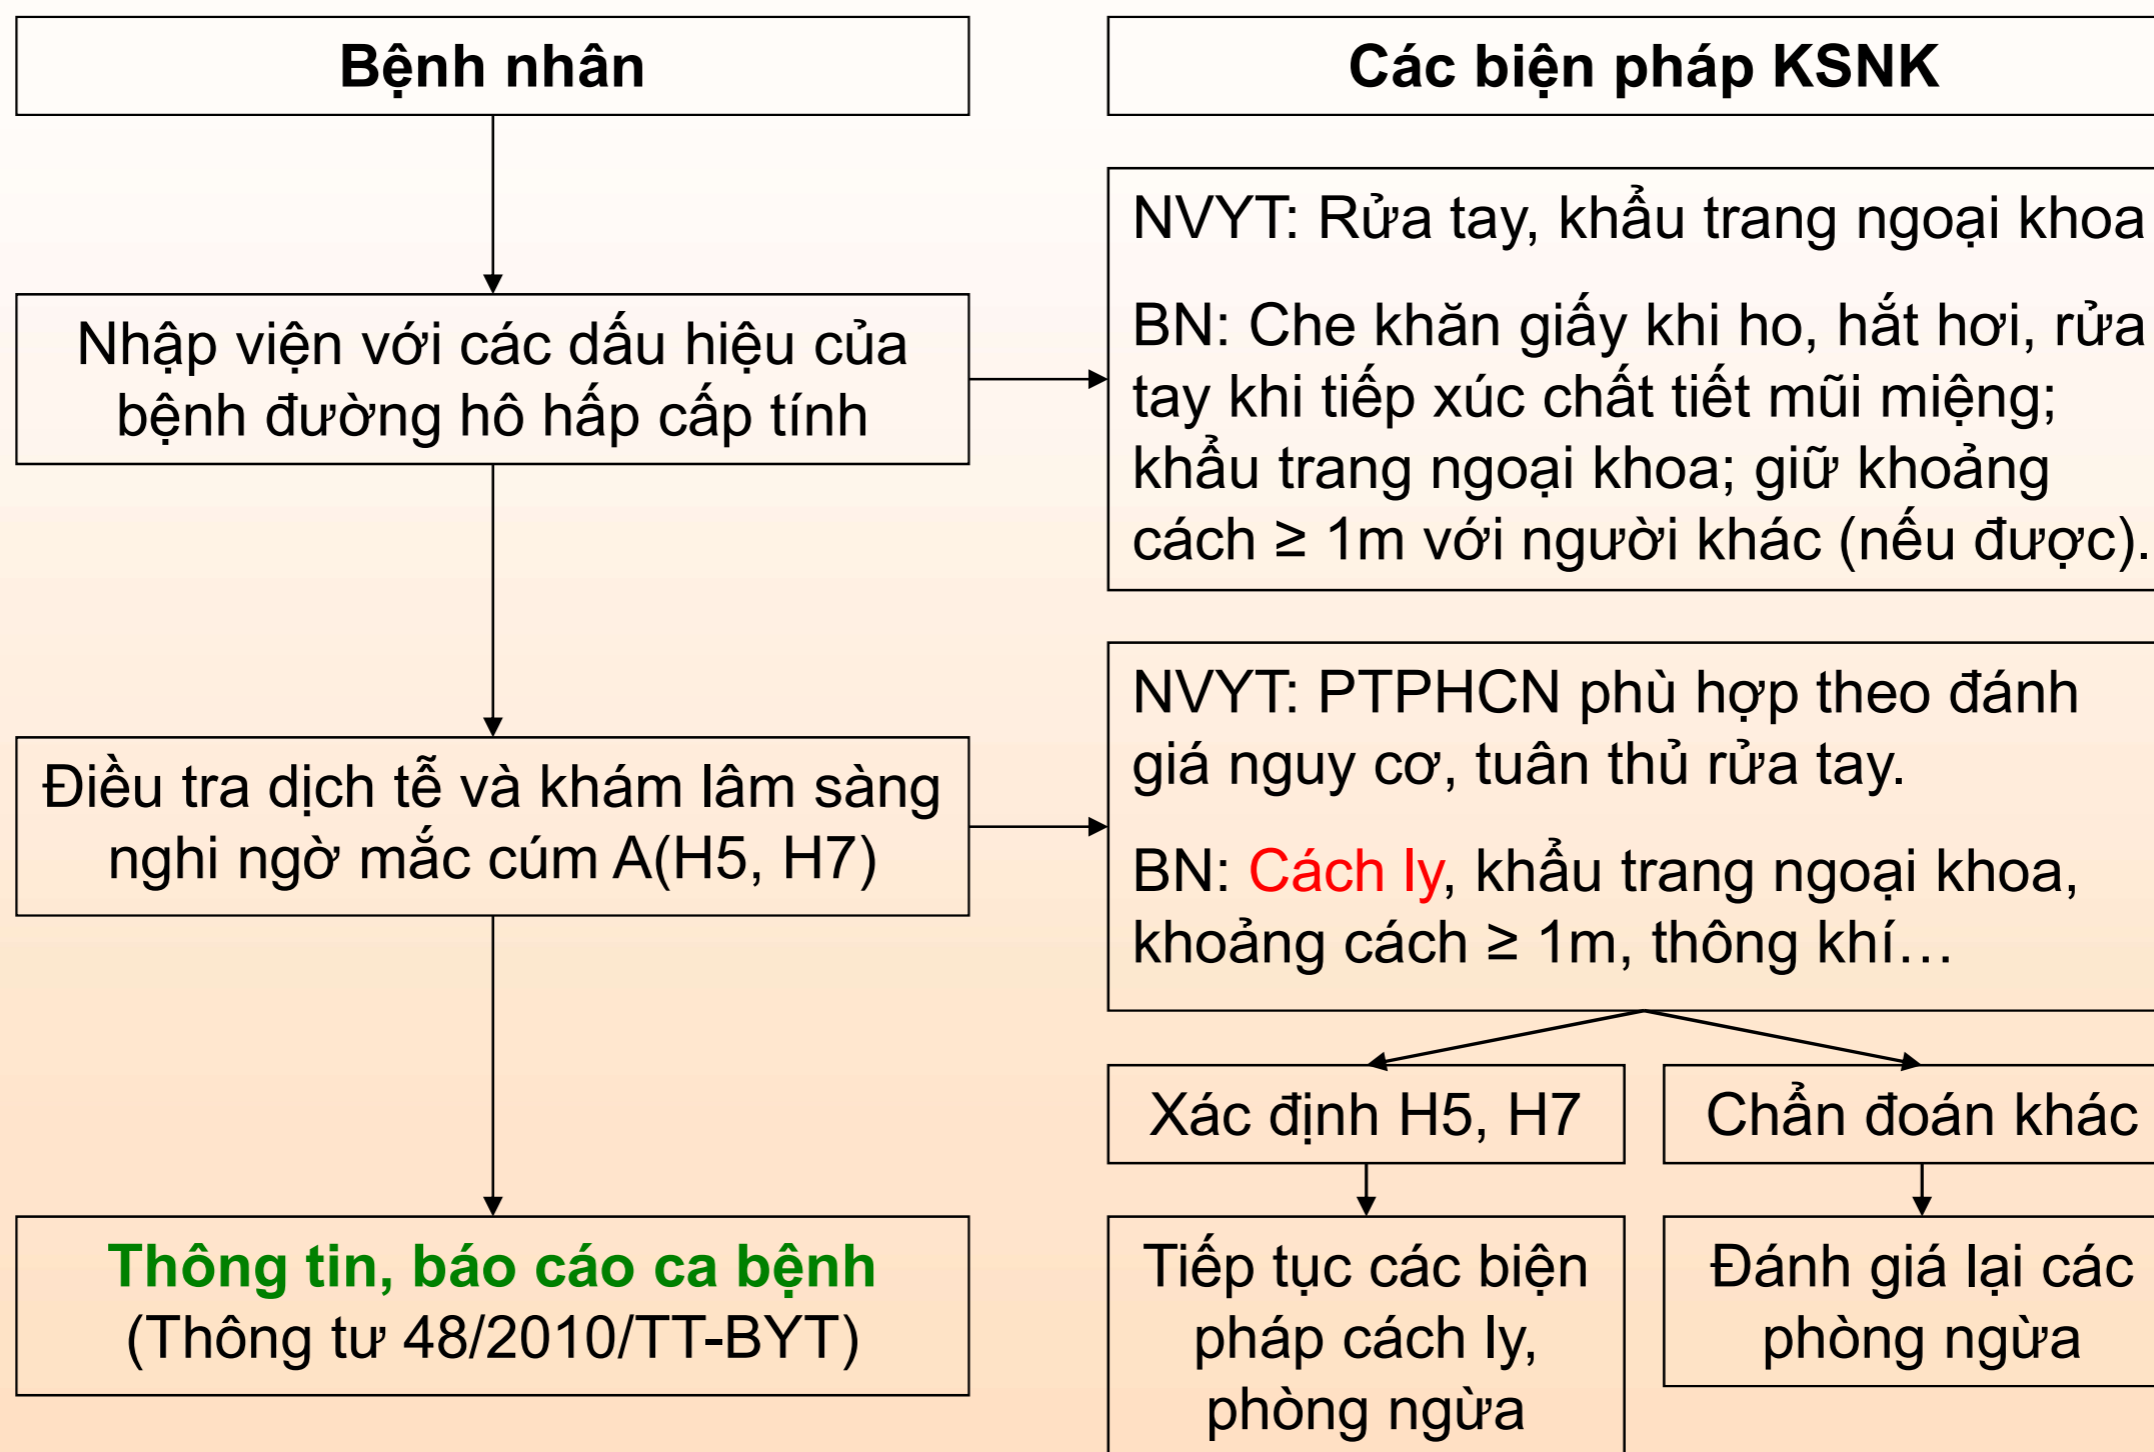 Bệnh nhân
Các biện pháp KSNK
NVYT: Rửa tay, khẩu trang ngoại khoa
BN: Che khăn giấy khi ho, hắt hơi, rửa
tay khi tiếp xúc chất tiết mũi miệng;
khẩu trang ngoại khoa; giữ khoảng
cách ≥ 1m với người khác (nếu được).
Nhập viện với các dấu hiệu của
bệnh đường hô hấp cấp tính
NVYT: PTPHCN phù hợp theo đánh
giá nguy cơ, tuân thủ rửa tay.
BN: Cách ly, khẩu trang ngoại khoa,
khoảng cách ≥ 1m, thông khí…
Điều tra dịch tễ và khám lâm sàng
nghi ngờ mắc cúm A(H5, H7)
Xác định H5, H7
Chẩn đoán khác
Thông tin, báo cáo ca bệnh
(Thông tư 48/2010/TT-BYT)
Tiếp tục các biện
pháp cách ly,
phòng ngừa
Đánh giá lại các
phòng ngừa